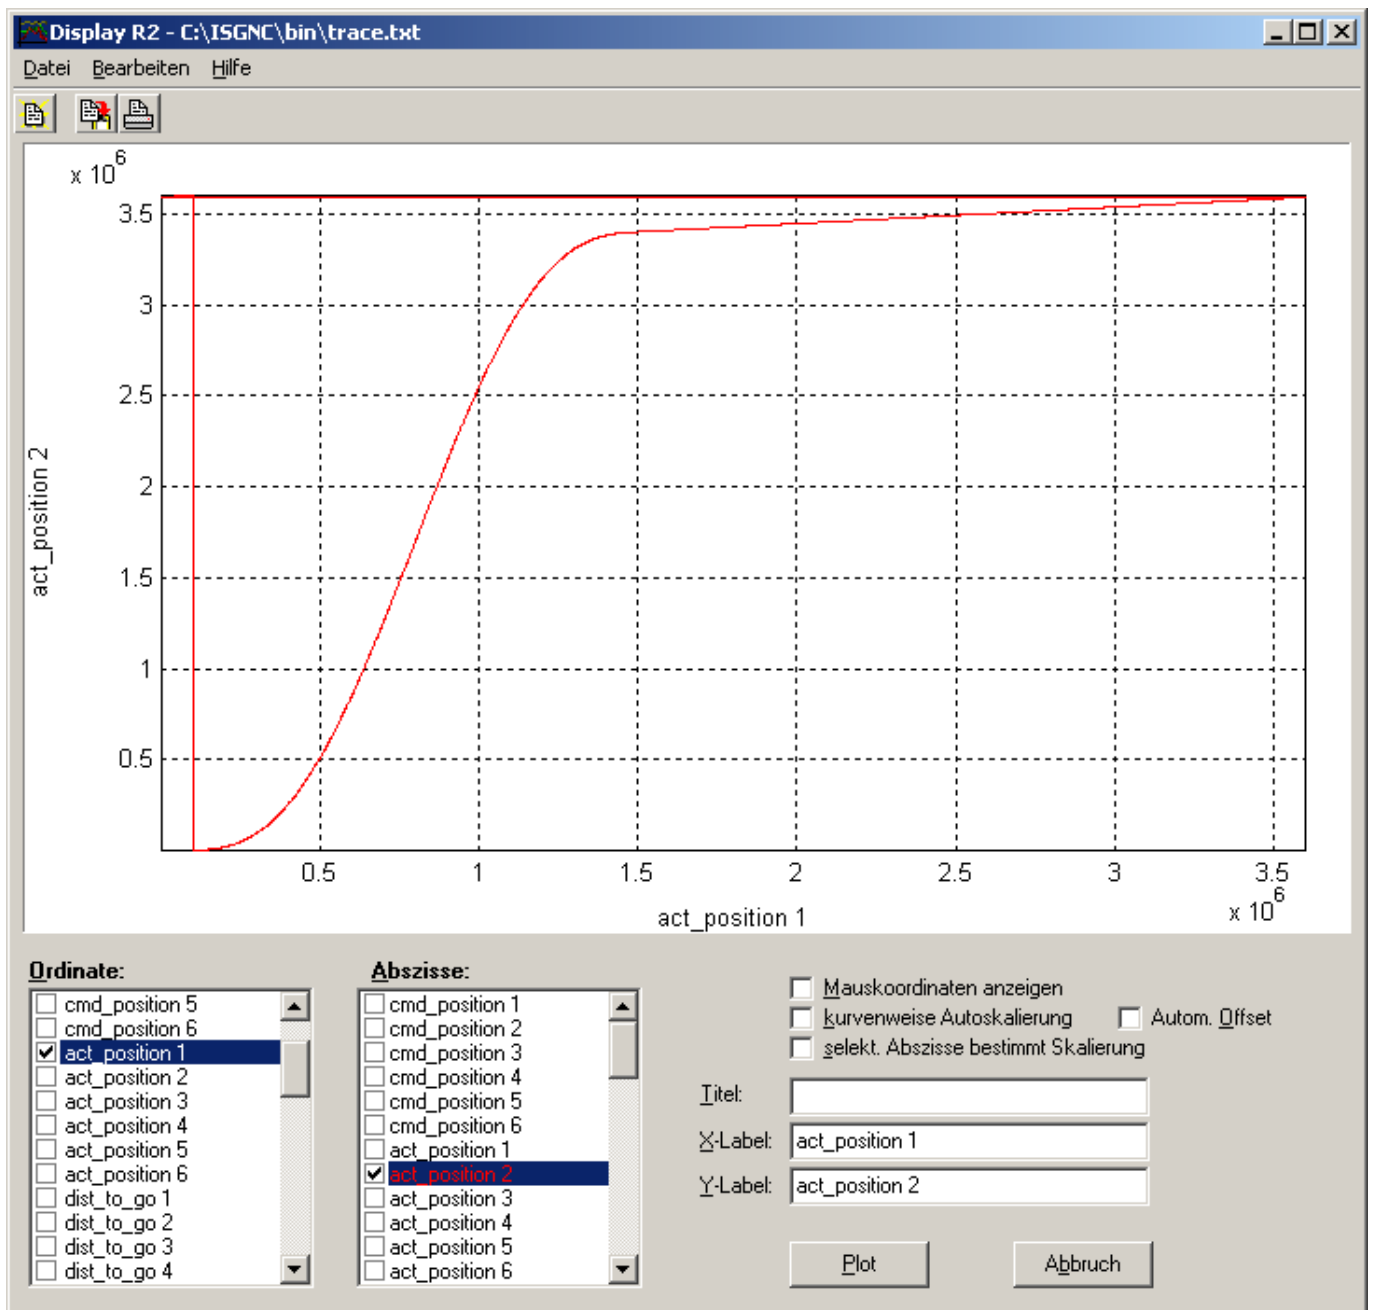 Display R2 - C:\ISGNC\bin\trace.txt
Datei Bearbeiten Hilfe
x 10^6
3.5
3
2.5
2
1.5
1
0.5
act_position 2
0.5 1 1.5 2 2.5 3 3.5
x 10^6
act_position 1
Ordinate:
cmd_position 5
cmd_position 6
act_position 1
act_position 2
act_position 3
act_position 4
act_position 5
act_position 6
dist_to_go 1
dist_to_go 2
dist_to_go 3
dist_to_go 4
Abszisse:
cmd_position 1
cmd_position 2
cmd_position 3
cmd_position 4
cmd_position 5
cmd_position 6
act_position 1
act_position 2
act_position 3
act_position 4
act_position 5
act_position 6
Mauskoordinaten anzeigen
kurvenweise Autoskalierung Autom. Offset
selekt. Abszisse bestimmt Skalierung
Titel:
X-Label: act_position 1
Y-Label: act_position 2
Plot Abbruch